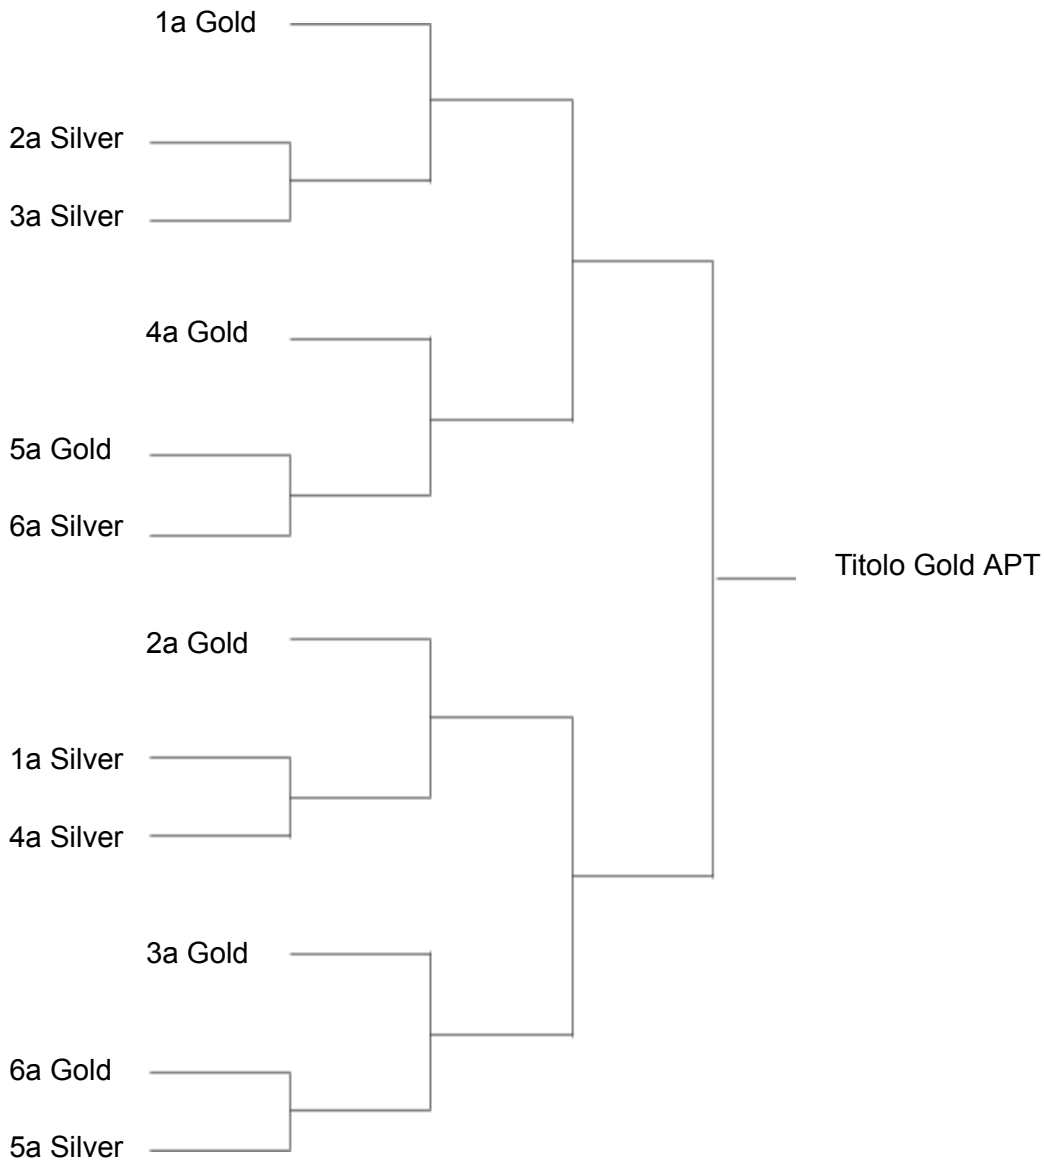 1a Gold
2a Silver
3a Silver
4a Gold
5a Gold
6a Silver
Titolo Gold APT
2a Gold
1a Silver
4a Silver
3a Gold
6a Gold
5a Silver